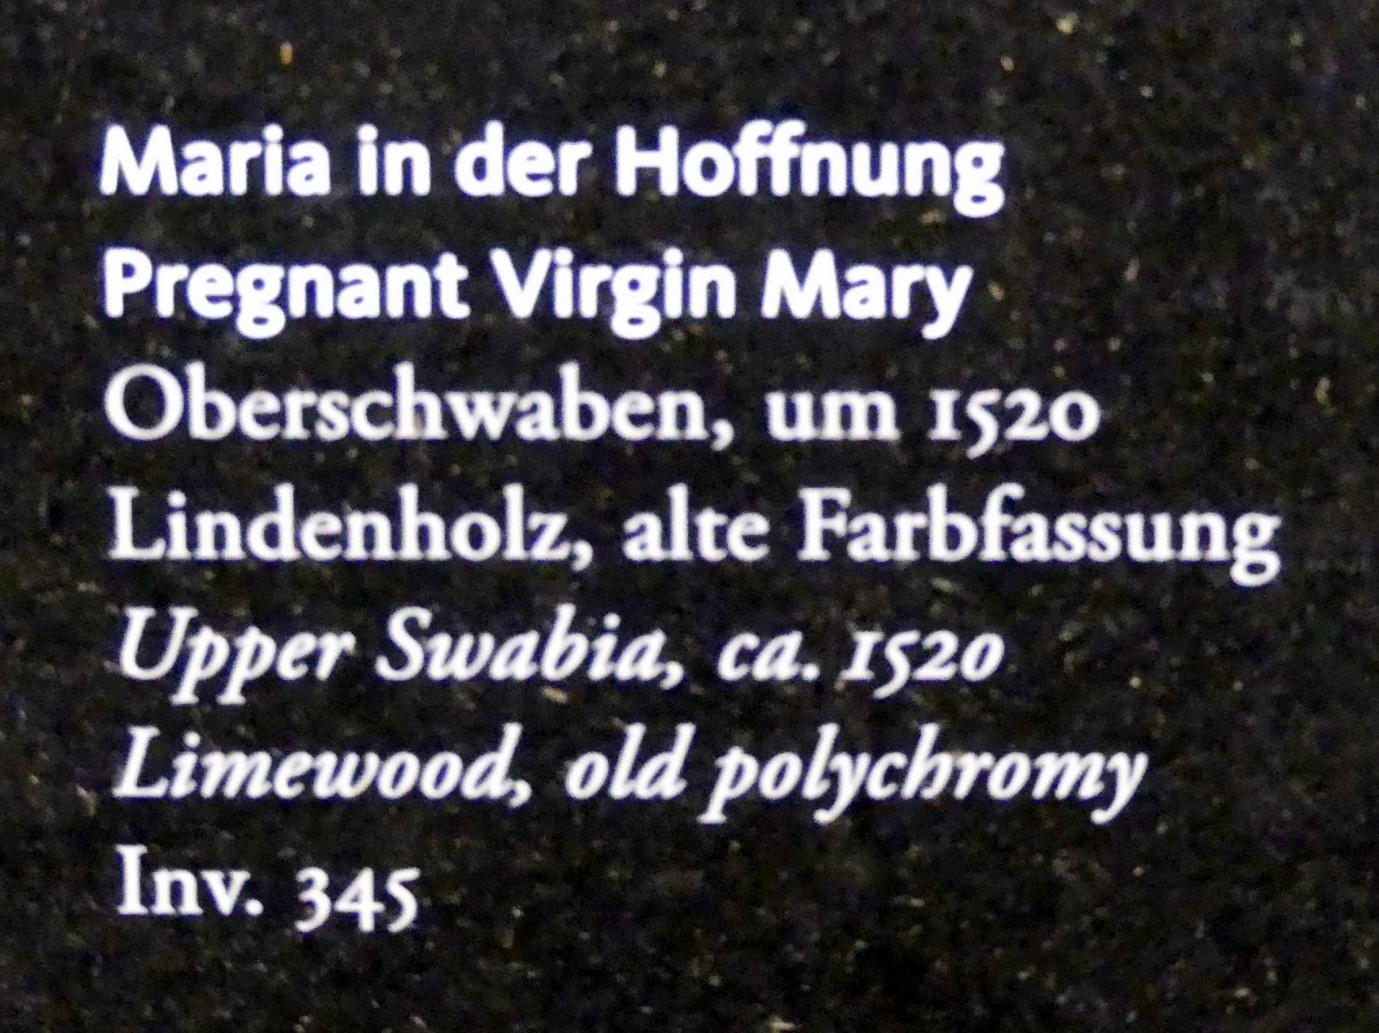 Maria in der Hoffnung
Pregnant Virgin Mary
Oberschwaben, um 1520
Lindenholz, alte Farbfassung
Upper Swabia, ca. 1520
Limewood, old polychromy
Inv. 345